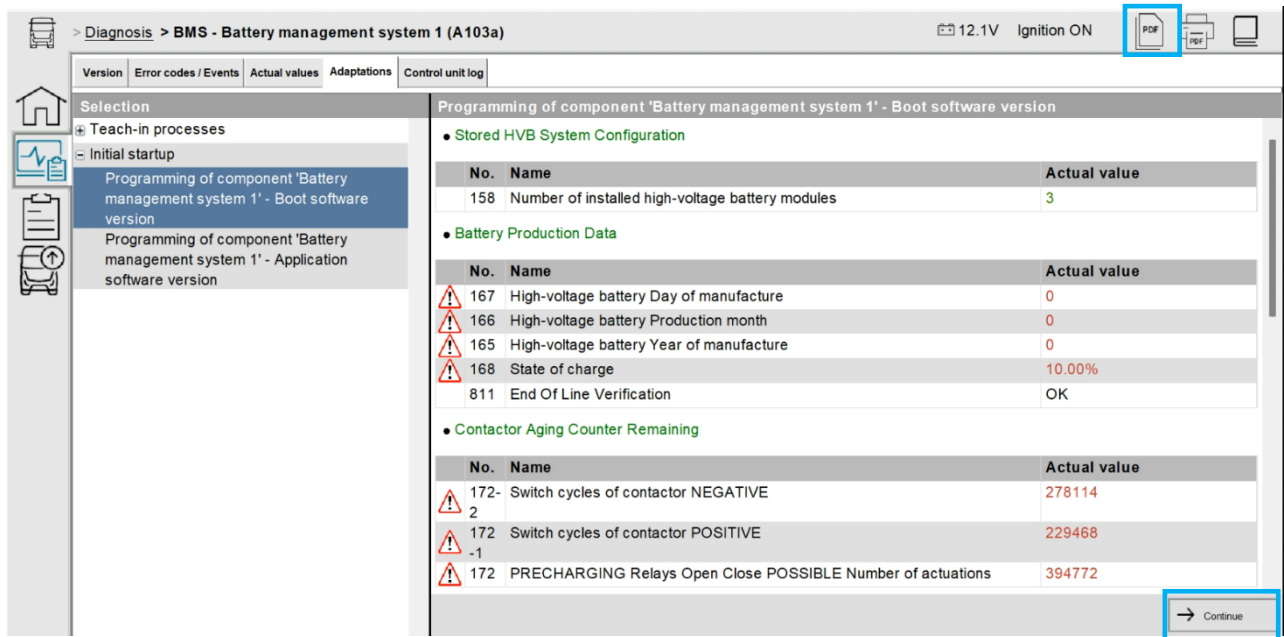 > Diagnosis > BMS - Battery management system 1 (A103a)
12.1V Ignition ON
PDF
PDF
Version Error codes / Events Actual values Adaptations Control unit log
Selection
Teach-in processes
Initial startup
Programming of component 'Battery
management system 1' - Boot software
version
Programming of component 'Battery
management system 1' - Application
software version
Programming of component 'Battery management system 1' - Boot software version
• Stored HVB System Configuration
No. Name Actual value
158 Number of installed high-voltage battery modules 3
• Battery Production Data
No. Name Actual value
167 High-voltage battery Day of manufacture 0
166 High-voltage battery Production month 0
165 High-voltage battery Year of manufacture 0
168 State of charge 10.00%
811 End Of Line Verification OK
• Contactor Aging Counter Remaining
No. Name Actual value
172- Switch cycles of contactor NEGATIVE 278114
2
172 Switch cycles of contactor POSITIVE 229468
-1
172 PRECHARGING Relays Open Close POSSIBLE Number of actuations 394772
→ Continue